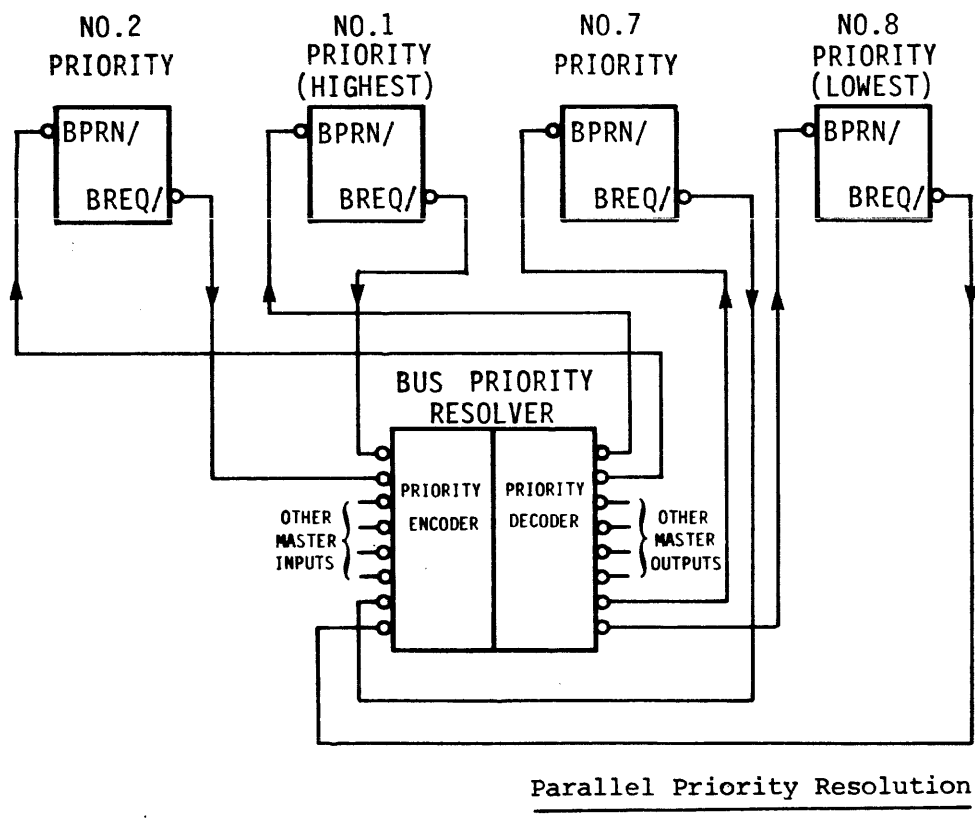 NO.2
PRIORITY
NO.1
PRIORITY
(HIGHEST)
NO.7
PRIORITY
NO.8
PRIORITY
(LOWEST)
BPRN/
BREQ/
BPRN/
BREQ/
BPRN/
BREQ/
BPRN/
BREQ/
BUS PRIORITY
RESOLVER
PRIORITY
ENCODER
PRIORITY
DECODER
OTHER
MASTER
INPUTS
OTHER
MASTER
OUTPUTS
Parallel Priority Resolution